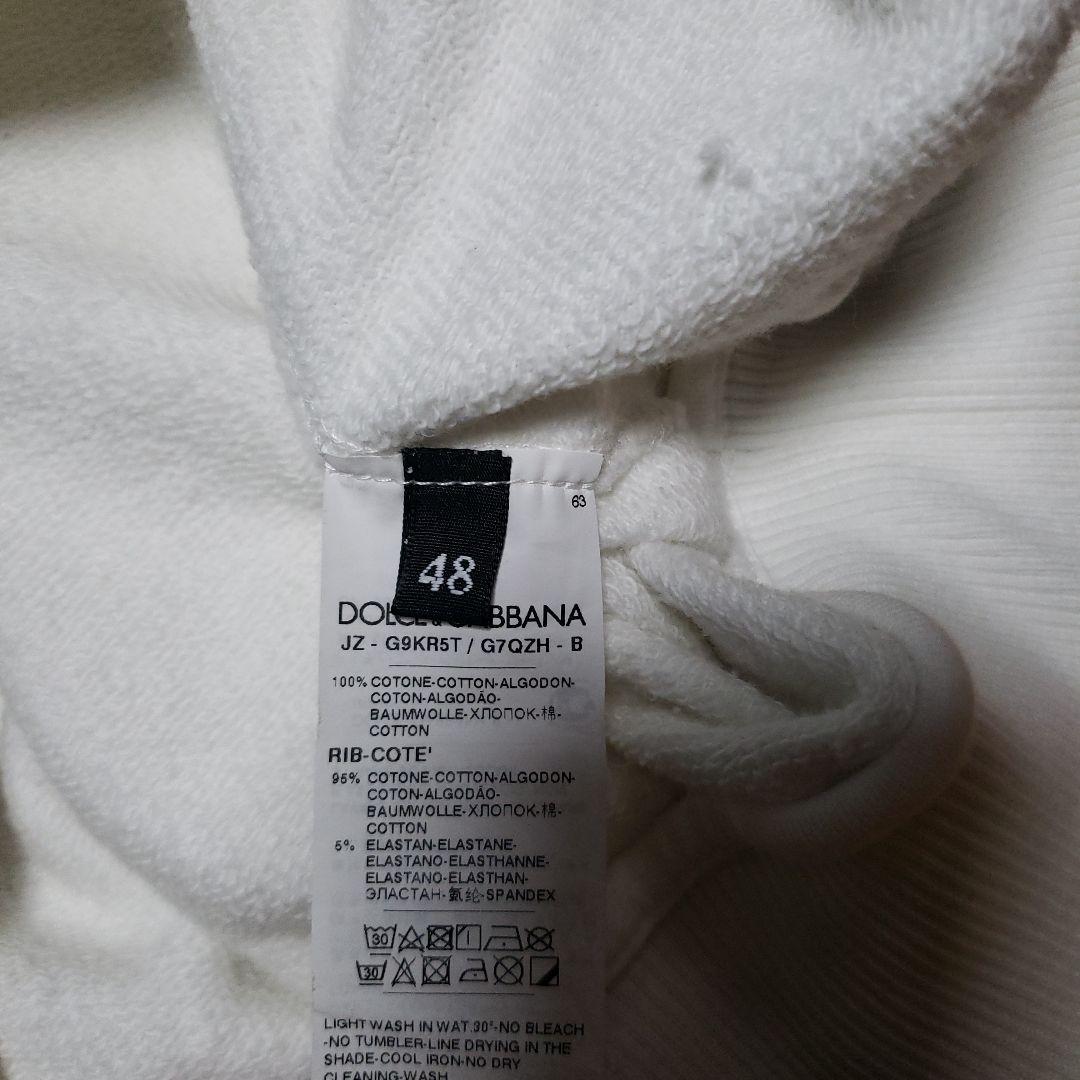 63
48
DOLCE & GABBANA
JZ - G9KR5T / G7QZH - B
100% COTONE-COTTON-ALGODON-
COTON-ALGODÃO-
BAUMWOLLE-ХЛОПОК-棉-
COTTON
RIB-COTE'
95% COTONE-COTTON-ALGODON-
COTON-ALGODÃO-
BAUMWOLLE-ХЛОПОК-棉-
COTTON
5% ELASTAN-ELASTANE-
ELASTANO-ELASTHANNE-
ELASTANO-ELASTHAN-
ЭЛАСТАН-氨纶-SPANDEX
30
30
LIGHT WASH IN WAT.30°-NO BLEACH
-NO TUMBLER-LINE DRYING IN THE
SHADE-COOL IRON-NO DRY
CLEANING-WASH